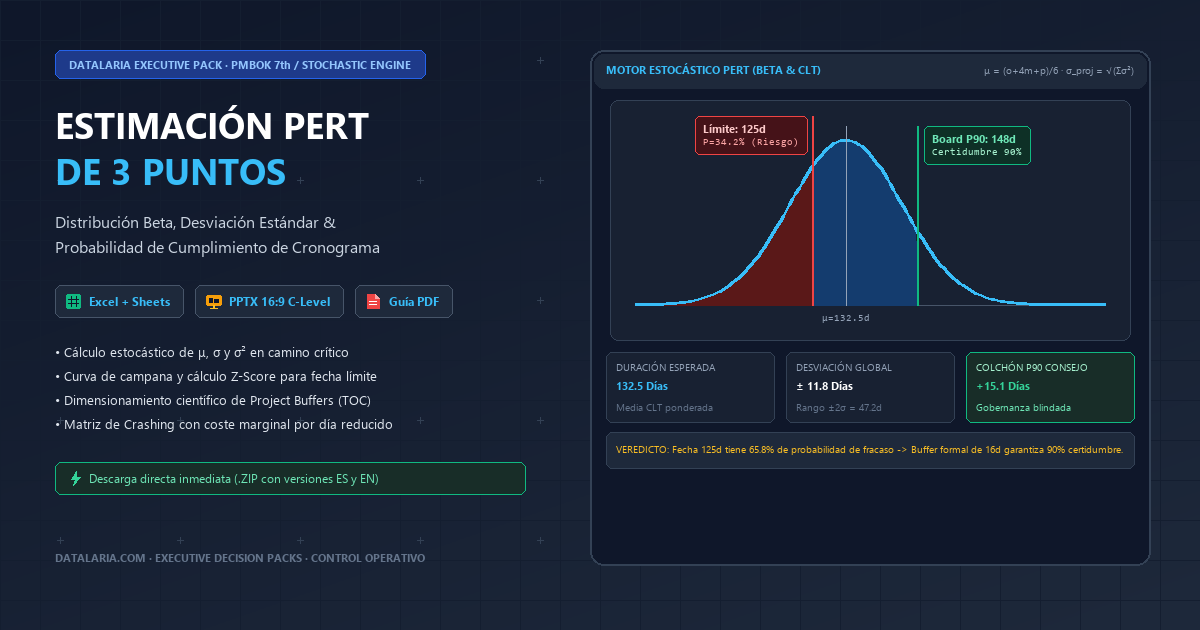 DATALARIA EXECUTIVE PACK · PMBOK 7th / STOCHASTIC ENGINE
ESTIMACIÓN PERT
DE 3 PUNTOS
Distribución Beta, Desviación Estándar &
Probabilidad de Cumplimiento de Cronograma
Excel + Sheets
PPTX 16:9 C-Level
Guía PDF
• Cálculo estocástico de μ, σ y σ² en camino crítico
• Curva de campana y cálculo Z-Score para fecha límite
• Dimensionamiento científico de Project Buffers (TOC)
• Matriz de Crashing con coste marginal por día reducido
Descarga directa inmediata (.ZIP con versiones ES y EN)
DATALARIA.COM · EXECUTIVE DECISION PACKS · CONTROL OPERATIVO
MOTOR ESTOCÁSTICO PERT (BETA & CLT)
μ = (o+4m+p)/6 · σ_proj = √(Σσ²)
Límite: 125d
P=34.2% (Riesgo)
Board P90: 148d
Certidumbre 90%
μ=132.5d
DURACIÓN ESPERADA
132.5 Días
Media CLT ponderada
DESVIACIÓN GLOBAL
± 11.8 Días
Rango ±2σ = 47.2d
COLCHÓN P90 CONSEJO
+15.1 Días
Gobernanza blindada
VEREDICTO: Fecha 125d tiene 65.8% de probabilidad de fracaso -> Buffer formal de 16d garantiza 90% certidumbre.